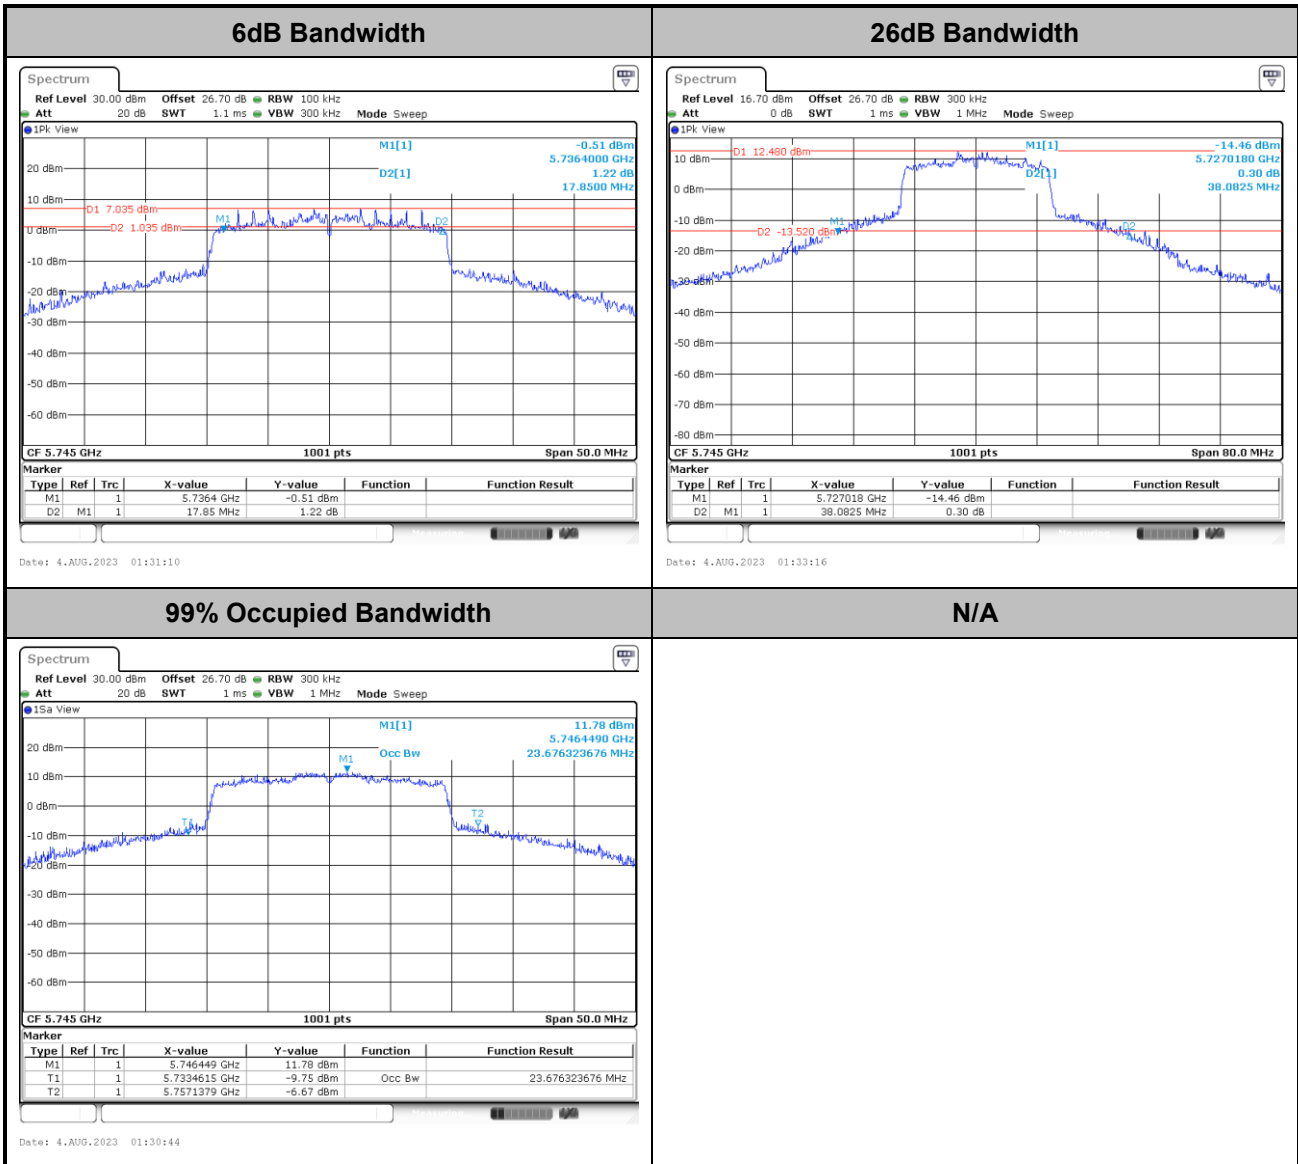 6dB Bandwidth
26dB Bandwidth
Spectrum
Ref Level 30.00 dBm Offset 26.70 dB RBW 100 kHz
Att 20 dB SWT 1.1 ms VBW 300 kHz Mode Sweep
1Pk View
M1[1] -0.51 dBm
5.7364000 GHz
D2[1] 1.22 dB
17.8500 MHz
20 dBm
10 dBm
D1 7.035 dBm
M1
D2
D2 1.035 dBm
0 dBm
-10 dBm
-20 dBm
-30 dBm
-40 dBm
-50 dBm
-60 dBm
CF 5.745 GHz 1001 pts Span 50.0 MHz
Marker
Type Ref Trc X-value Y-value Function Function Result
M1 1 5.7364 GHz -0.51 dBm
D2 M1 1 17.85 MHz 1.22 dB
Date: 4.AUG.2023 01:31:10
Spectrum
Ref Level 16.70 dBm Offset 26.70 dB RBW 300 kHz
Att 0 dB SWT 1 ms VBW 1 MHz Mode Sweep
1Pk View
M1[1] -14.46 dBm
5.7270180 GHz
D2[1] 0.30 dB
38.0825 MHz
D1 12.480 dBm
10 dBm
0 dBm
-10 dBm
M1
D2
D2 -13.520 dBm
-20 dBm
-30 dBm
-40 dBm
-50 dBm
-60 dBm
-70 dBm
-80 dBm
CF 5.745 GHz 1001 pts Span 80.0 MHz
Marker
Type Ref Trc X-value Y-value Function Function Result
M1 1 5.727018 GHz -14.46 dBm
D2 M1 1 38.0825 MHz 0.30 dB
Date: 4.AUG.2023 01:33:16
99% Occupied Bandwidth
N/A
Spectrum
Ref Level 30.00 dBm Offset 26.70 dB RBW 300 kHz
Att 20 dB SWT 1 ms VBW 1 MHz Mode Sweep
1Sa View
M1[1] 11.78 dBm
5.7464490 GHz
Occ Bw 23.676323676 MHz
M1
20 dBm
10 dBm
0 dBm
T1
T2
-10 dBm
-20 dBm
-30 dBm
-40 dBm
-50 dBm
-60 dBm
CF 5.745 GHz 1001 pts Span 50.0 MHz
Marker
Type Ref Trc X-value Y-value Function Function Result
M1 1 5.746449 GHz 11.78 dBm
T1 1 5.7334615 GHz -9.75 dBm Occ Bw 23.676323676 MHz
T2 1 5.7571379 GHz -6.67 dBm
Date: 4.AUG.2023 01:30:44